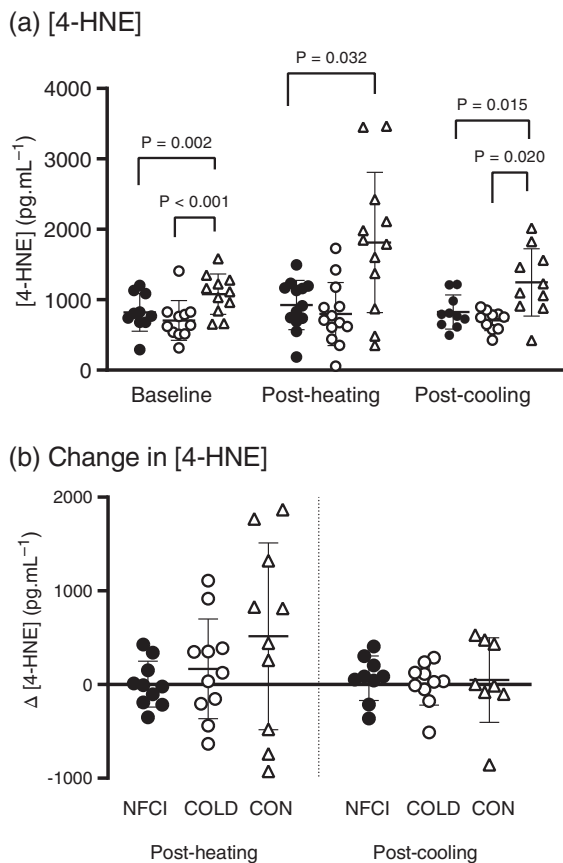 (a) [4-HNE]
[4-HNE] (pg.mL⁻¹)
4000
3000
2000
1000
0
P = 0.002
P < 0.001
P = 0.032
P = 0.015
P = 0.020
Baseline Post-heating Post-cooling
(b) Change in [4-HNE]
Δ [4-HNE] (pg.mL⁻¹)
2000
1000
0
-1000
NFCI COLD CON NFCI COLD CON
Post-heating Post-cooling